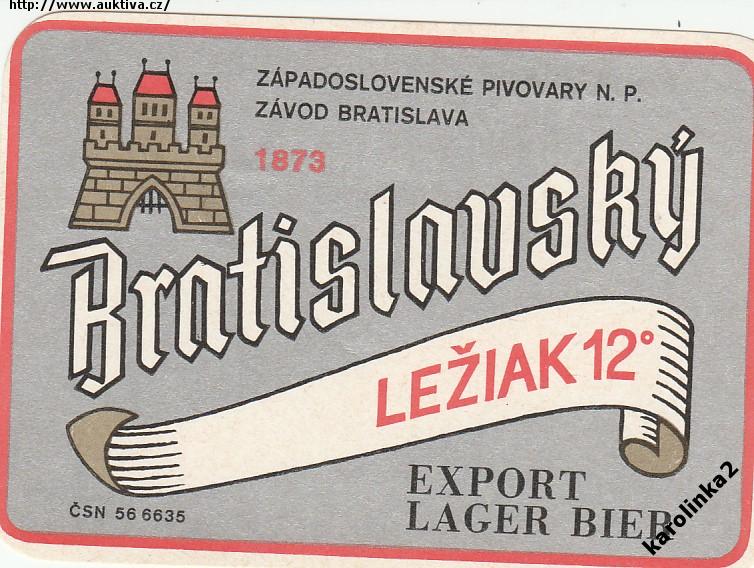 http://www.auktiva.cz/
ZÁPADOSLOVENSKÉ PIVOVARY N. P.
ZÁVOD BRATISLAVA
1873
Bratislavský
LEŽIAK 12°
EXPORT
LAGER BIER
ČSN 56 6635
karolinka2